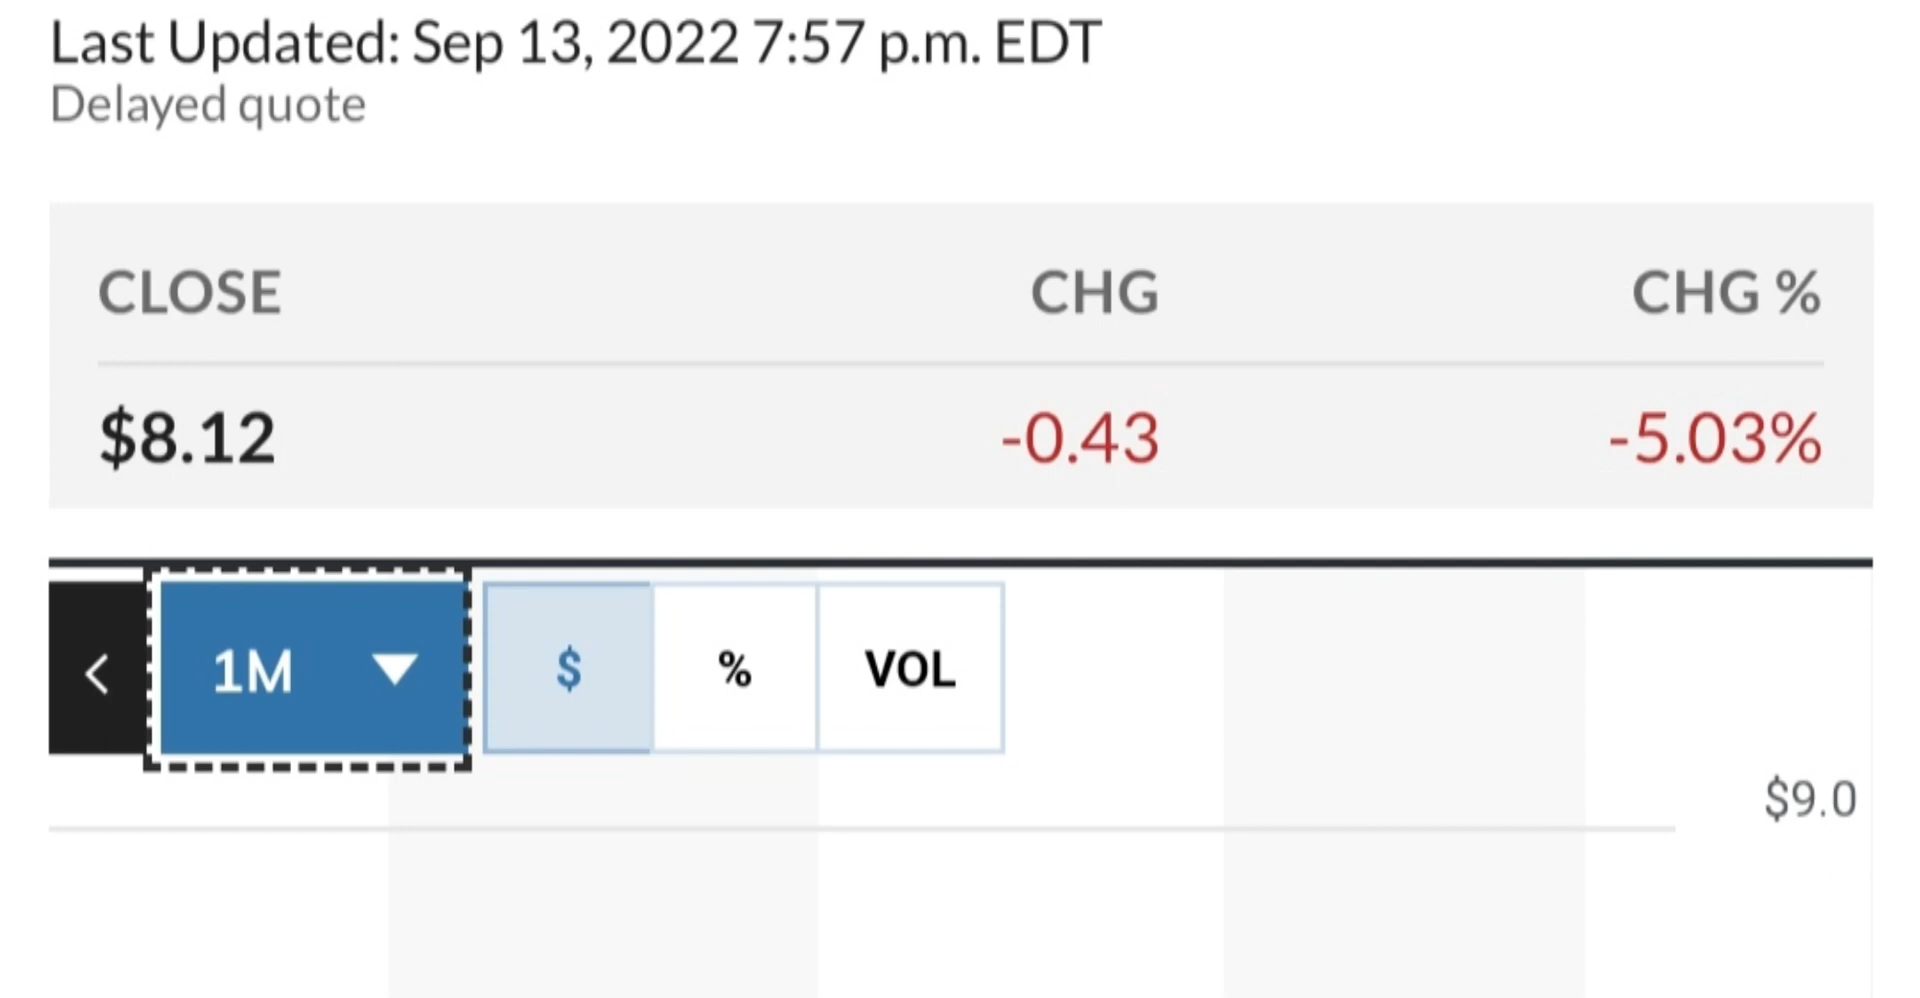 Last Updated: Sep 13, 2022 7:57 p.m. EDT
Delayed quote
CLOSE CHG CHG %
$8.12 -0.43 -5.03%
1M $ % VOL
$9.0